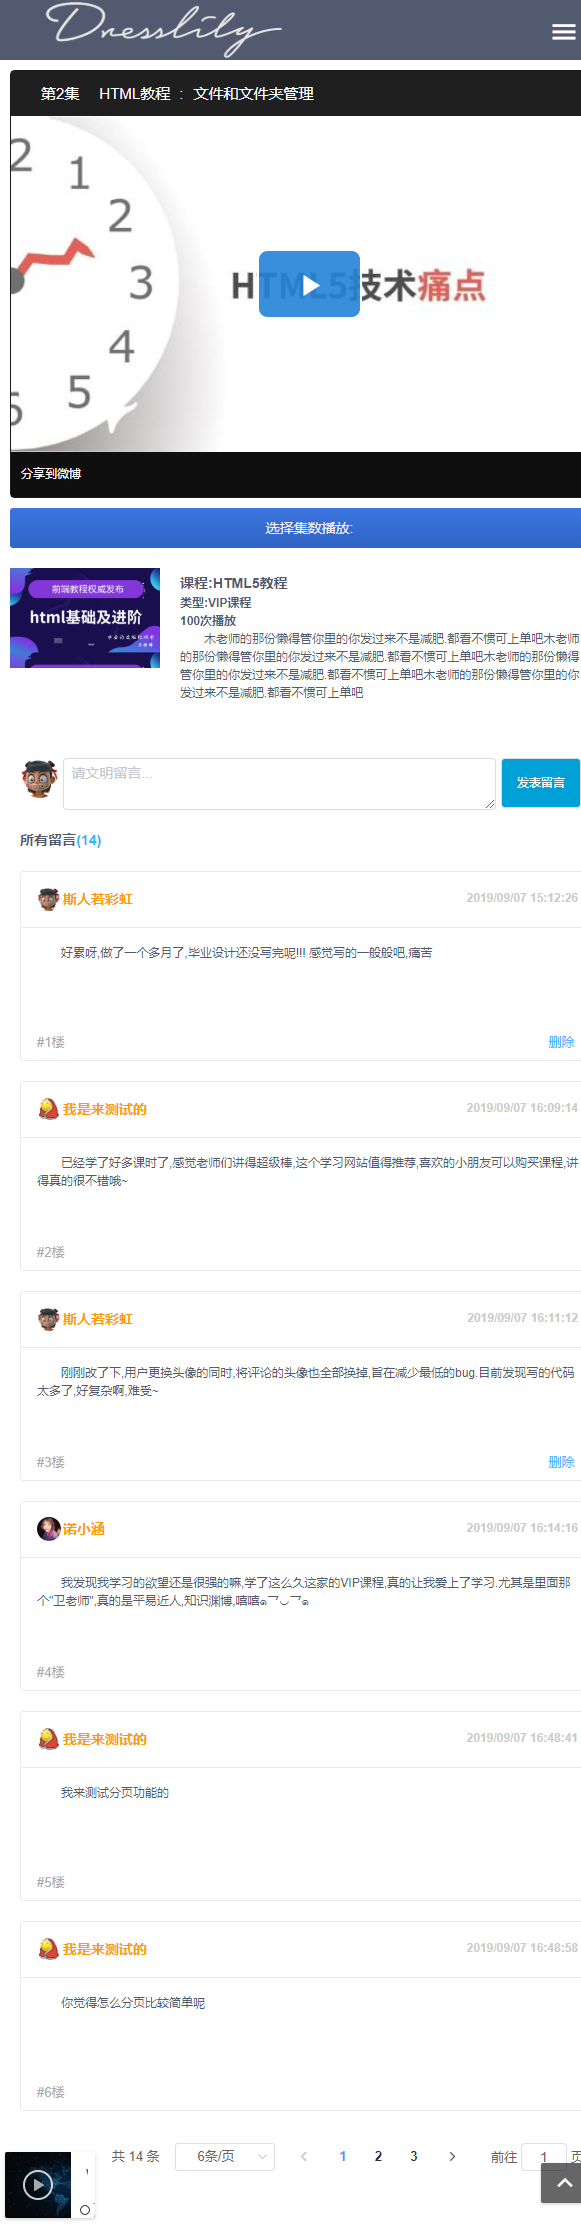 Dresslily
第2集 HTML教程 : 文件和文件夹管理
2
1
2
3
4
5
6
HTML5技术痛点
分享到微博
选择集数播放:
前端教程权威发布
html基础及进阶
课程:HTML5教程
类型:VIP课程
100次播放
木老师的那份懒得管你里的你发过来不是减肥.都看不惯可上单吧木老师
的那份懒得管你里的你发过来不是减肥.都看不惯可上单吧木老师的那份懒得
管你里的你发过来不是减肥.都看不惯可上单吧木老师的那份懒得管你里的你
发过来不是减肥.都看不惯可上单吧
请文明留言...
发表留言
所有留言(14)
斯人若彩虹 2019/09/07 15:12:26
好累呀,做了一个多月了,毕业设计还没写完呢!!! 感觉写的一般般吧,痛苦
#1楼 删除
我是来测试的 2019/09/07 16:09:14
已经学了好多课时了,感觉老师们讲得超级棒,这个学习网站值得推荐,喜欢的小朋友可以购买课程,讲
得真的很不错哦~
#2楼
斯人若彩虹 2019/09/07 16:11:12
刚刚改了下,用户更换头像的同时,将评论的头像也全部换掉,旨在减少最低的bug.目前发现写的代码
太多了,好复杂啊,难受~
#3楼 删除
诺小涵 2019/09/07 16:14:16
我发现我学习的欲望还是很强的嘛,学了这么久这家的VIP课程,真的让我爱上了学习.尤其是里面那
个"卫老师",真的是平易近人,知识渊博,嘻嘻๑乛◡乛๑
#4楼
我是来测试的 2019/09/07 16:48:41
我来测试分页功能的
#5楼
我是来测试的 2019/09/07 16:48:58
你觉得怎么分页比较简单呢
#6楼
共 14 条 6条/页 1 2 3 前往 1 页